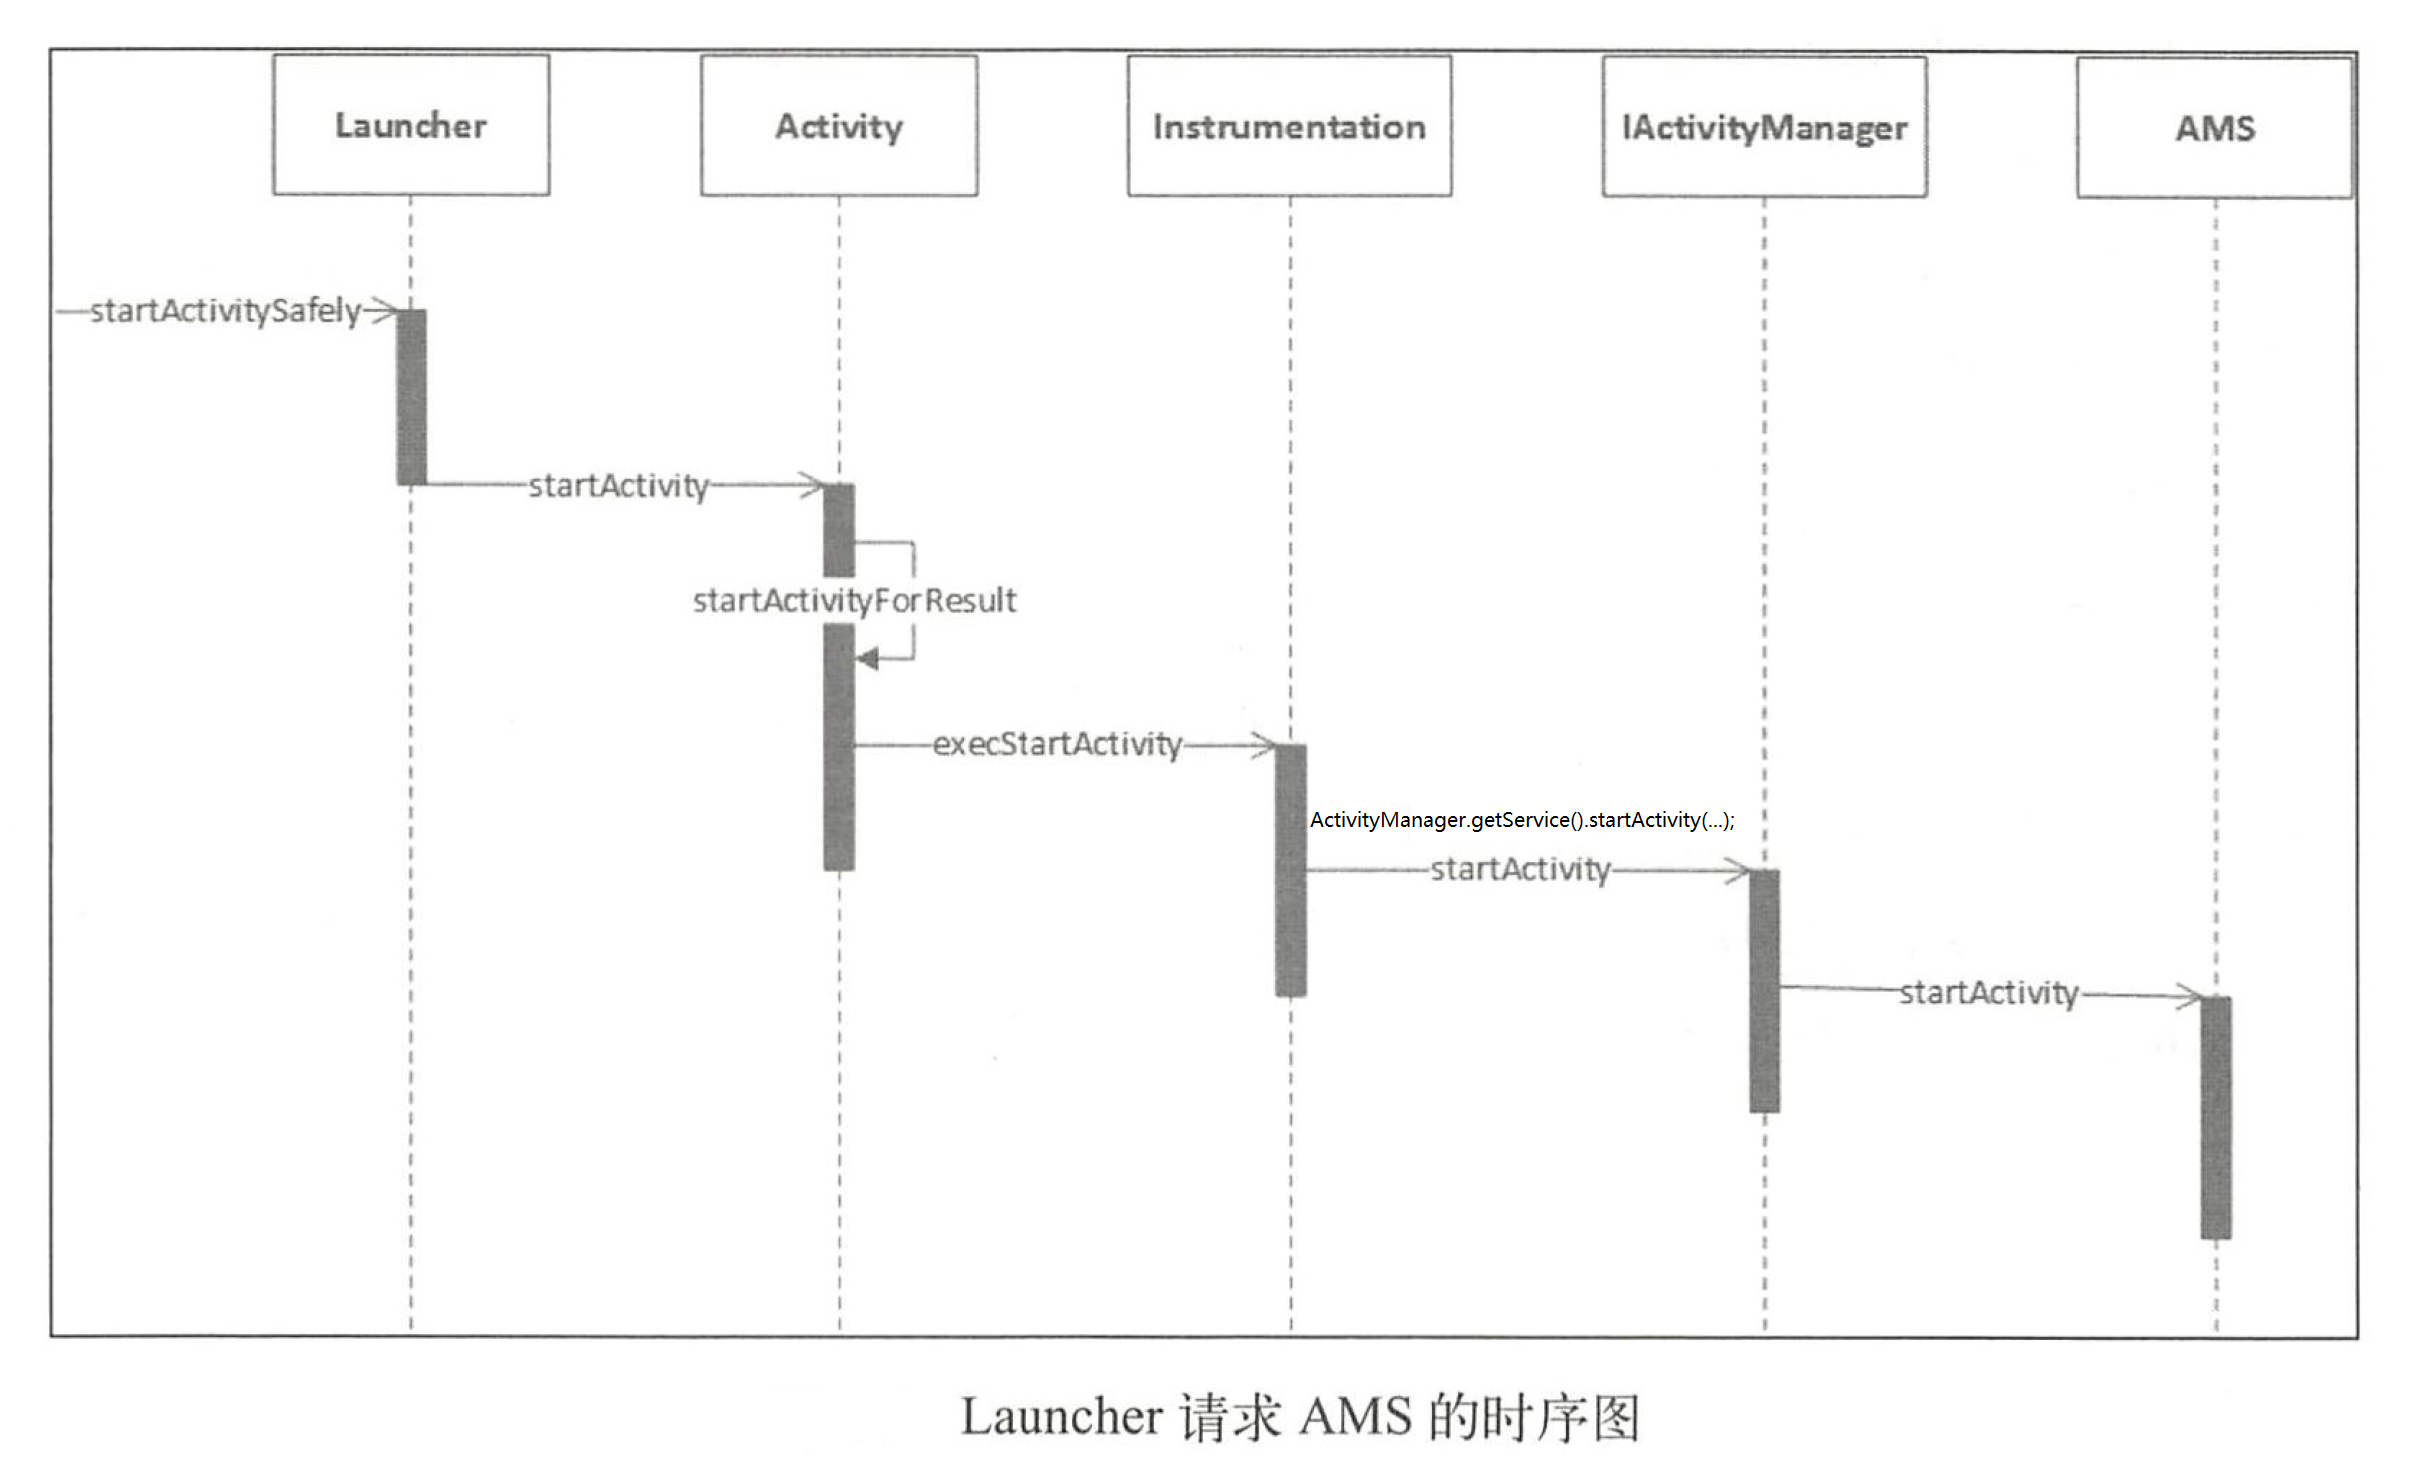 Launcher
Activity
Instrumentation
IActivityManager
AMS
startActivitySafely
startActivity
startActivityForResult
execStartActivity
ActivityManager.getService().startActivity(...);
startActivity
startActivity
Launcher 请求 AMS 的时序图